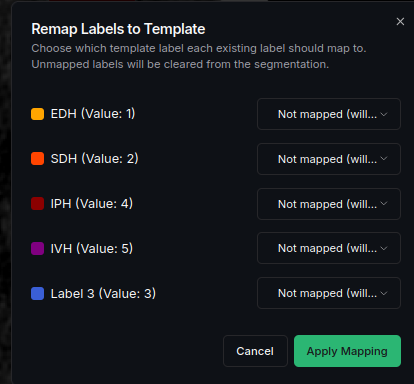 Remap Labels to Template
Choose which template label each existing label should map to.
Unmapped labels will be cleared from the segmentation.
EDH (Value: 1)
Not mapped (will...
SDH (Value: 2)
Not mapped (will...
IPH (Value: 4)
Not mapped (will...
IVH (Value: 5)
Not mapped (will...
Label 3 (Value: 3)
Not mapped (will...
Cancel
Apply Mapping